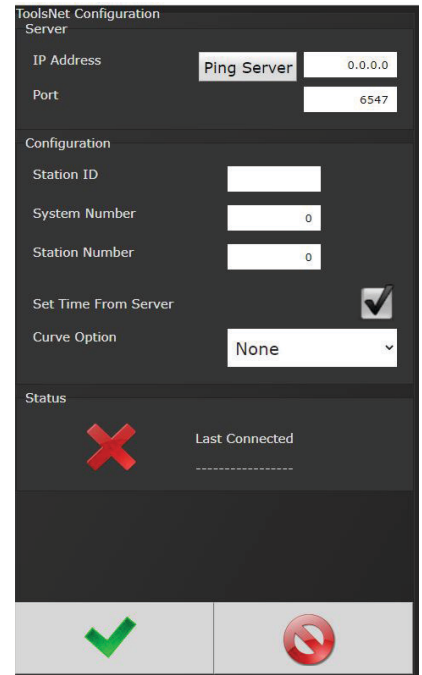 ToolsNet Configuration
Server
IP Address Ping Server 0.0.0.0
Port 6547
Configuration
Station ID
System Number 0
Station Number 0
Set Time From Server
Curve Option None
Status
Last Connected
-----------------